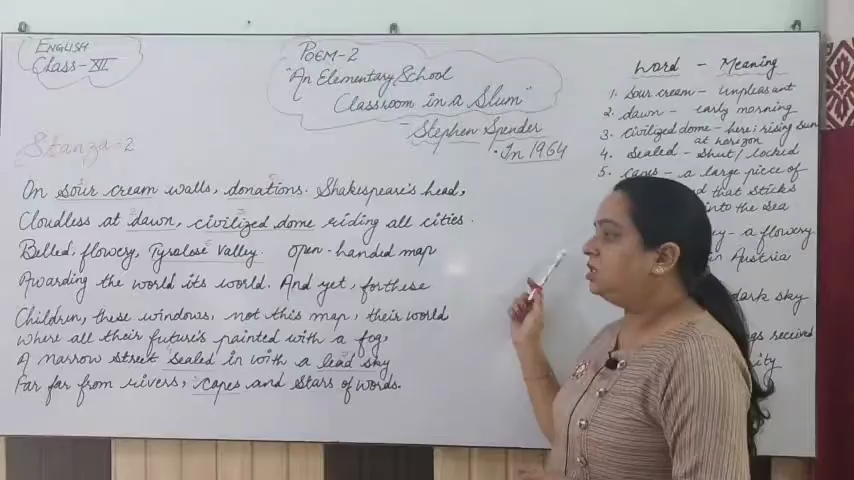 ENGLISH
Class-XII
POEM-2
"An Elementary School
Classroom in a Slum"
- Stephen Spender
. In 1964
Stanza:2
On sour cream walls, donations. Shakespeare's head,
Cloudless at dawn, civilized dome riding all cities.
Belled, flowery, Tyrolese valley. Open-handed map
Awarding the world its world. And yet, for these
Children, these windows, not this map, their world
where all their future's painted with a fog,
A narrow street sealed in with a lead sky
Far far from rivers, capes and stars of words.
Word - Meaning
1. Sour cream - Unpleasant
2. dawn - early morning
3. Civilized dome - here: rising sun
at horizon
4. Sealed - Shut/locked
5. Capes - a large piece of
that sticks
into the sea
a flowery
Austria
dark sky
received